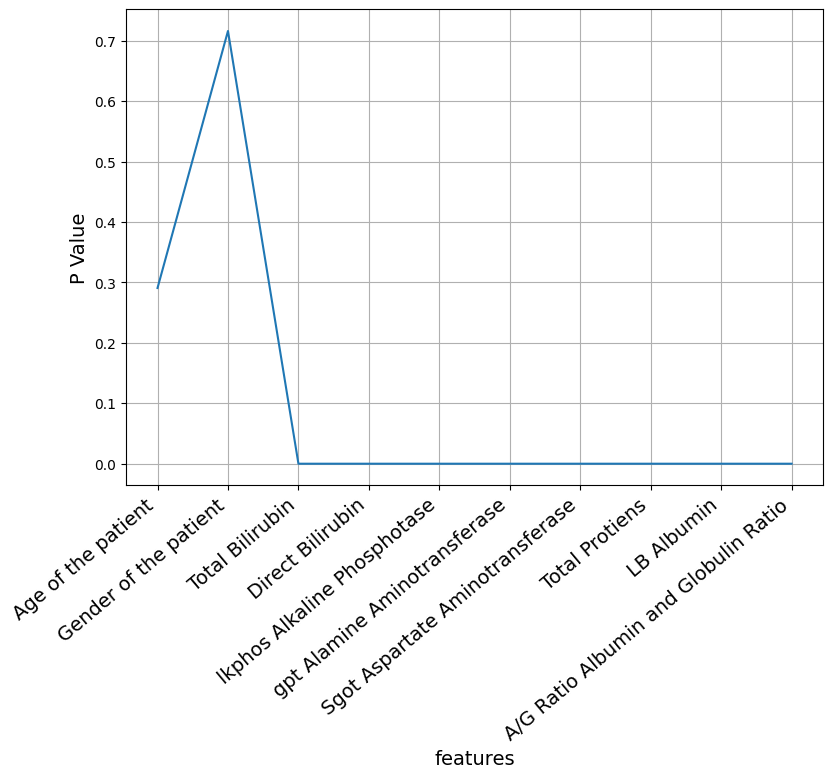 0.7
0.6
0.5
0.4
0.3
0.2
0.1
0.0
P Value
Age of the patient
Gender of the patient
Total Bilirubin
Direct Bilirubin
lkphos Alkaline Phosphotase
gpt Alamine Aminotransferase
Sgot Aspartate Aminotransferase
Total Protiens
LB Albumin
A/G Ratio Albumin and Globulin Ratio
features